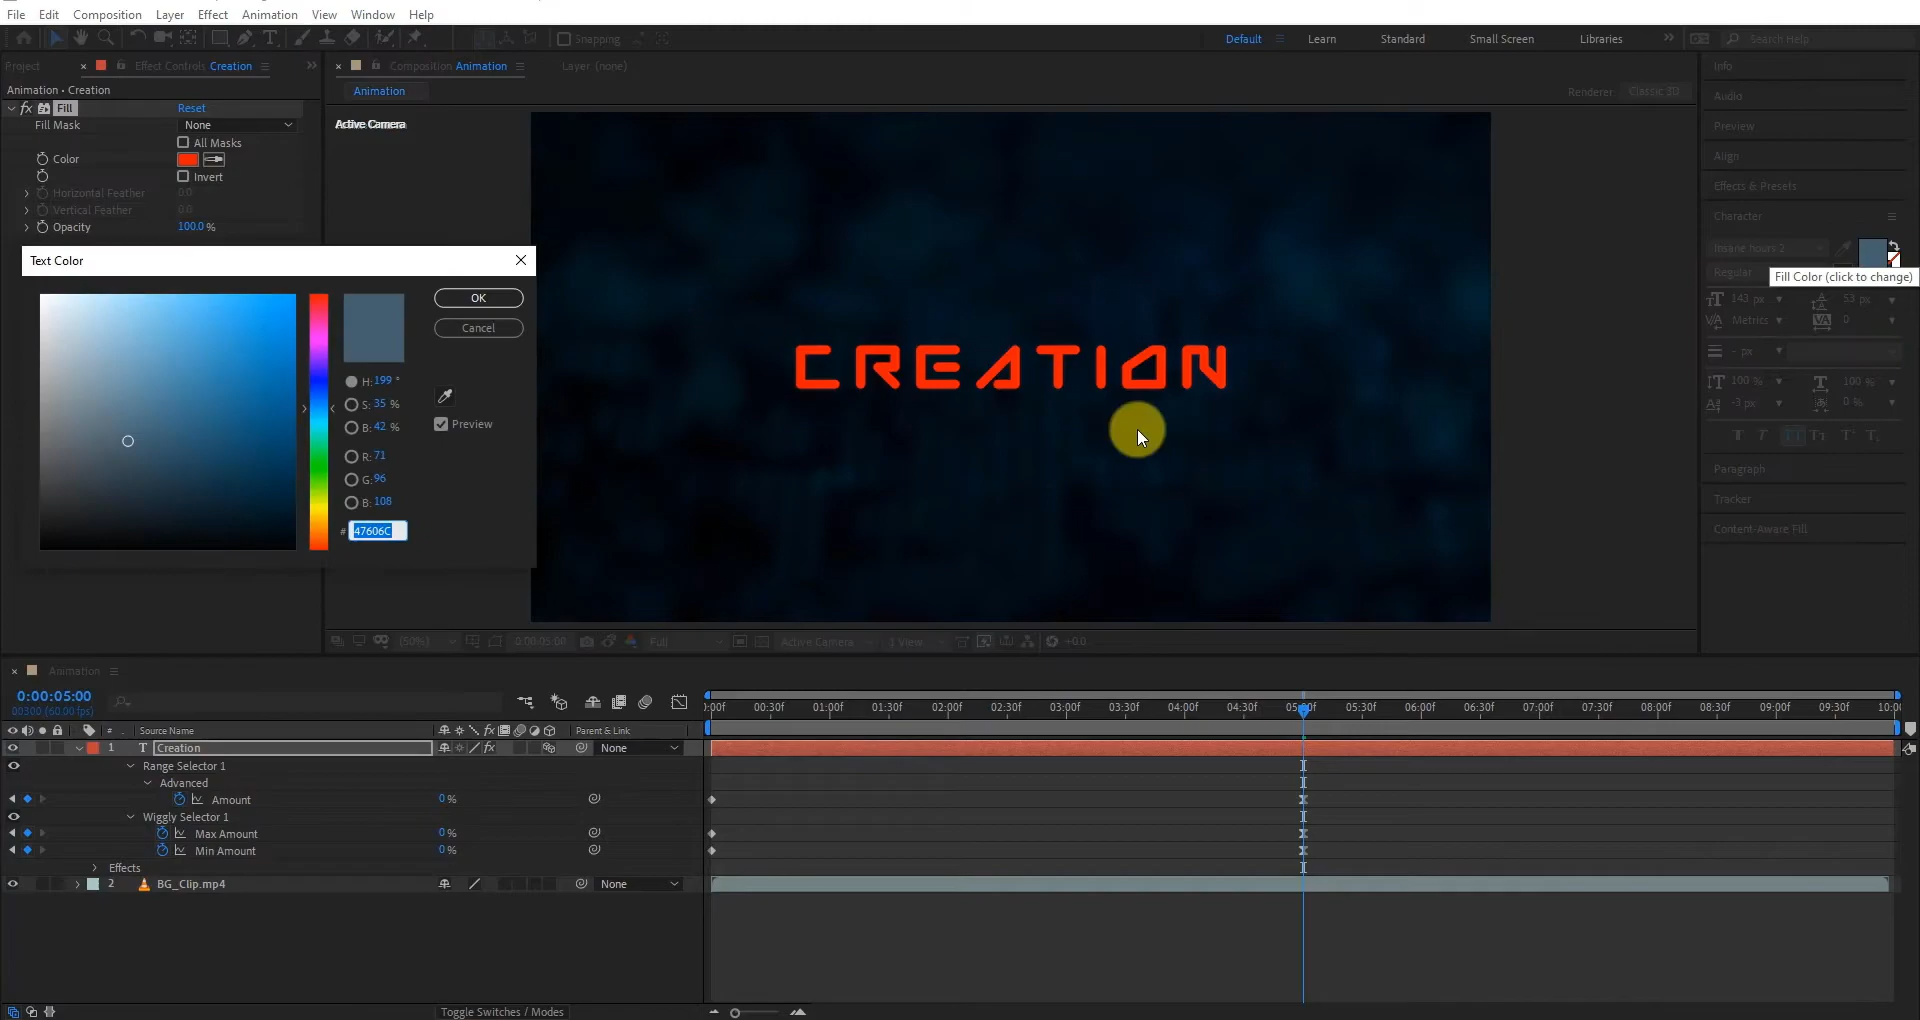 File Edit Composition Layer Effect Animation View Window Help
Snapping Default Learn Standard Small Screen Libraries Search Help
Project Effect Controls Creation
Composition Animation Layer (none)
Info
Animation • Creation
Animation
Renderer Classic 3D
Audio
fx Fill Reset
Fill Mask None
All Masks
Color
Invert
Horizontal Feather 0.0
Vertical Feather 0.0
Opacity 100.0 %
Active Camera
Preview
Align
Effects & Presets
Character
Insane hours 2
Regular
Fill Color (click to change)
143 px 53 px
Metrics 0
- px
100 % 100 %
-3 px 0 %
Paragraph
Tracker
Content-Aware Fill
Text Color
OK
Cancel
H: 199 °
S: 35 %
B: 42 %
Preview
R: 71
G: 96
B: 108
# 47606C
CREATION
(50%) 0:00:05:00 Full Active Camera 1 View +0.0
Animation
0:00:05:00
00300 (60.00 fps)
:00f 00:30f 01:00f 01:30f 02:00f 02:30f 03:00f 03:30f 04:00f 04:30f 05:00f 05:30f 06:00f 06:30f 07:00f 07:30f 08:00f 08:30f 09:00f 09:30f 10:00
# Source Name Parent & Link
1 T Creation None
Range Selector 1
Advanced
Amount 0 %
Wiggly Selector 1
Max Amount 0 %
Min Amount 0 %
Effects
2 BG_Clip.mp4 None
Toggle Switches / Modes